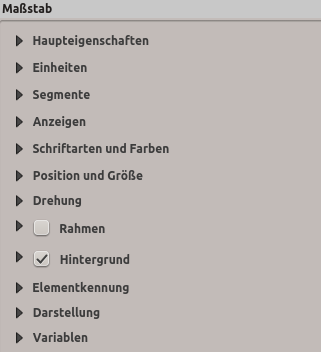 Maßstab
Haupteigenschaften
Einheiten
Segmente
Anzeigen
Schriftarten und Farben
Position und Größe
Drehung
Rahmen
Hintergrund
Elementkennung
Darstellung
Variablen